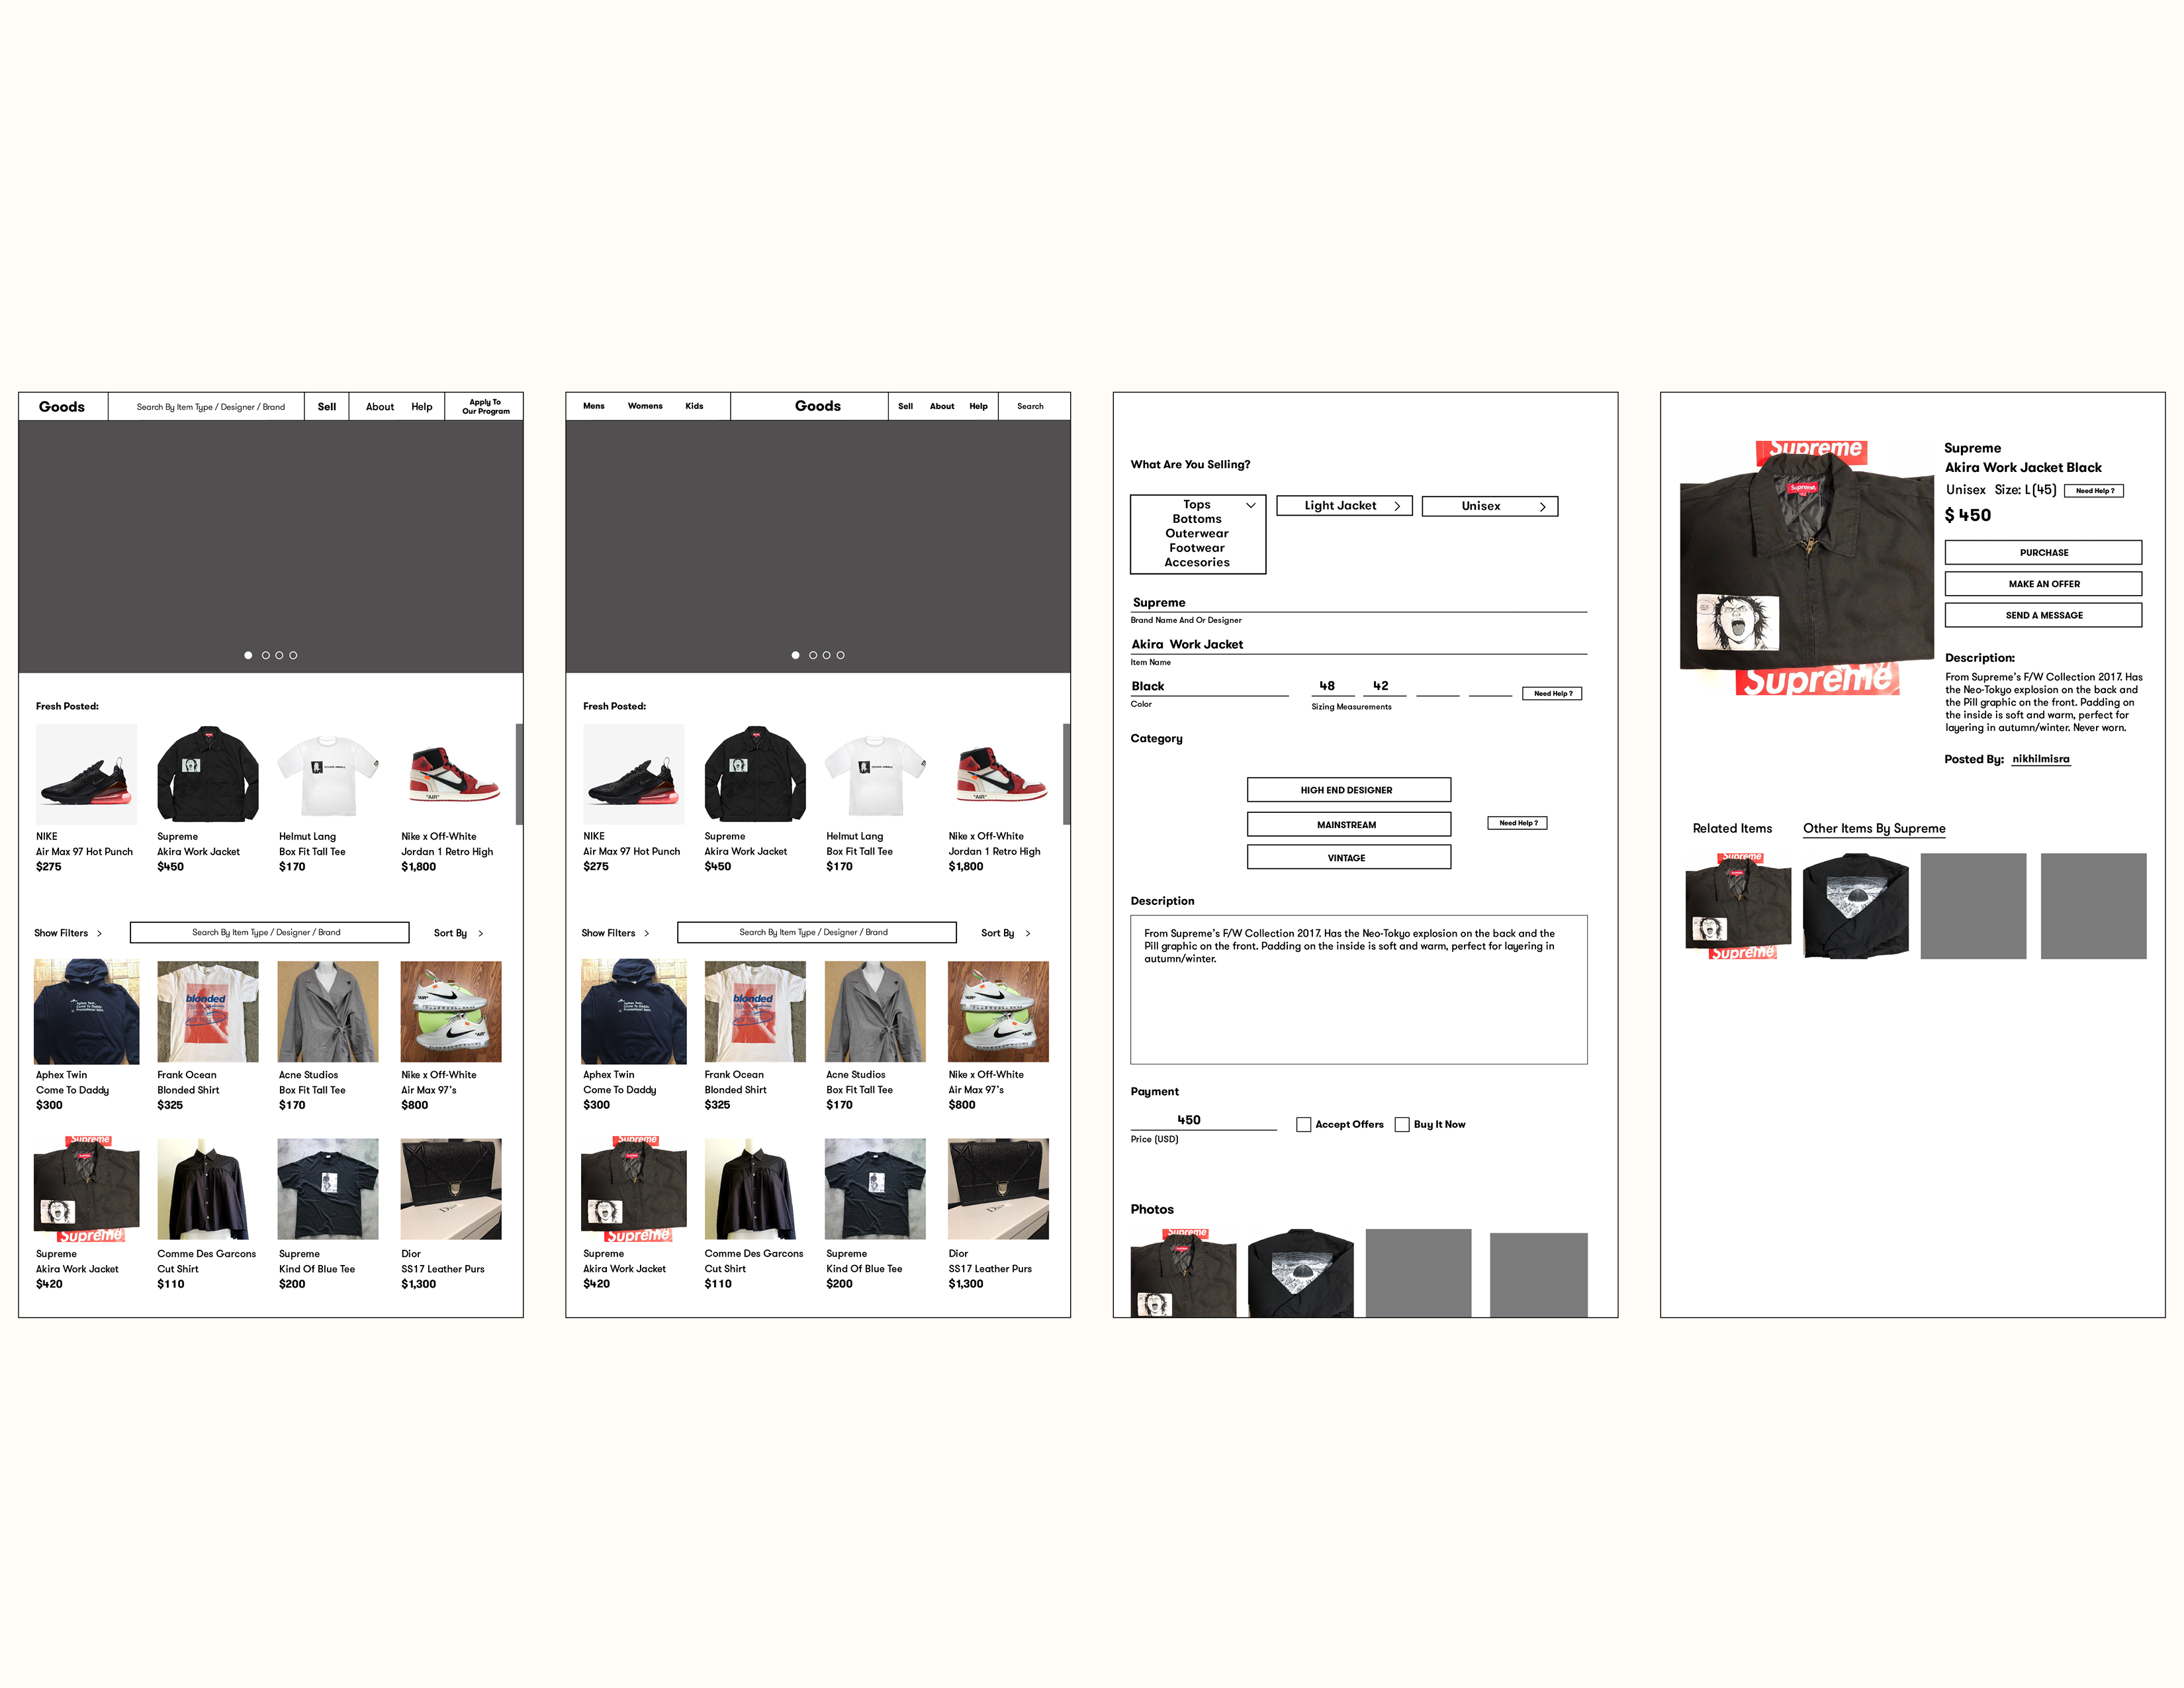 Goods
Search By Item Type / Designer / Brand
Sell
About
Help
Apply To
Our Program
Fresh Posted:
NIKE
Air Max 97 Hot Punch
$275
Supreme
Akira Work Jacket
$450
Helmut Lang
Box Fit Tall Tee
$170
"AIR"
Nike x Off-White
Jordan 1 Retro High
$1,800
Show Filters
Search By Item Type / Designer / Brand
Sort By
Aphex Twin
Come To Daddy
$300
blonded
Frank Ocean
Blonded Shirt
$325
Acne Studios
Box Fit Tall Tee
$170
Nike x Off-White
Air Max 97's
$800
Supreme
Supreme
Supreme
Akira Work Jacket
$420
Comme Des Garcons
Cut Shirt
$110
Supreme
Kind Of Blue Tee
$200
Dior
Dior
SS17 Leather Purs
$1,300
Mens
Womens
Kids
Goods
Sell
About
Help
Search
Fresh Posted:
NIKE
Air Max 97 Hot Punch
$275
Supreme
Akira Work Jacket
$450
Helmut Lang
Box Fit Tall Tee
$170
"AIR"
Nike x Off-White
Jordan 1 Retro High
$1,800
Show Filters
Search By Item Type / Designer / Brand
Sort By
Aphex Twin
Come To Daddy
$300
blonded
Frank Ocean
Blonded Shirt
$325
Acne Studios
Box Fit Tall Tee
$170
Nike x Off-White
Air Max 97's
$800
Supreme
Supreme
Supreme
Akira Work Jacket
$420
Comme Des Garcons
Cut Shirt
$110
Supreme
Kind Of Blue Tee
$200
Dior
Dior
SS17 Leather Purs
$1,300
What Are You Selling?
Tops
Bottoms
Outerwear
Footwear
Accesories
Light Jacket
Unisex
Supreme
Brand Name And Or Designer
Akira Work Jacket
Item Name
Black
Color
48 42
Sizing Measurements
Need Help ?
Category
HIGH END DESIGNER
MAINSTREAM
VINTAGE
Need Help ?
Description
From Supreme's F/W Collection 2017. Has the Neo-Tokyo explosion on the back and the
Pill graphic on the front. Padding on the inside is soft and warm, perfect for layering in
autumn/winter.
Payment
450
Price (USD)
Accept Offers
Buy It Now
Photos
Supreme
Supreme
Supreme
Supreme
Supreme
Akira Work Jacket Black
Unisex Size: L(45)
Need Help ?
$ 450
PURCHASE
MAKE AN OFFER
SEND A MESSAGE
Description:
From Supreme's F/W Collection 2017. Has
the Neo-Tokyo explosion on the back and
the Pill graphic on the front. Padding on
the inside is soft and warm, perfect for
layering in autumn/winter. Never worn.
Posted By: nikhilmisra
Related Items
Other Items By Supreme
Supreme
Supreme